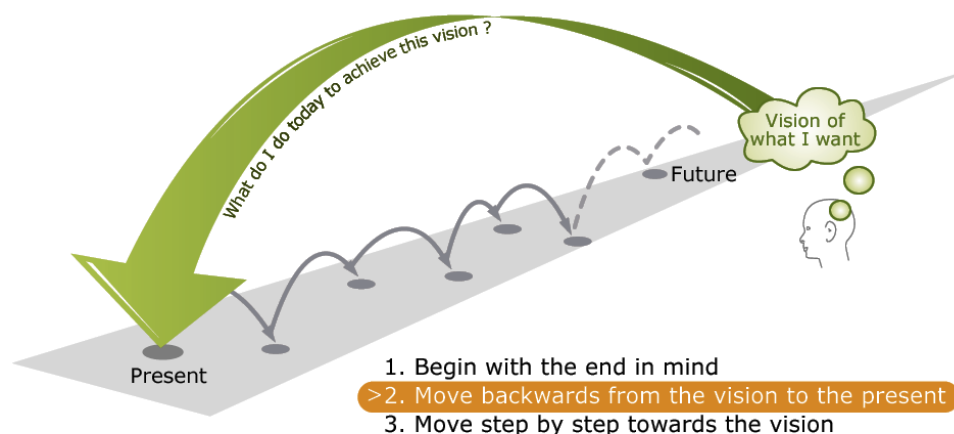 What do I do today to achieve this vision ?
Vision of
what I want
Future
Present
1. Begin with the end in mind
>2. Move backwards from the vision to the present
3. Move step by step towards the vision